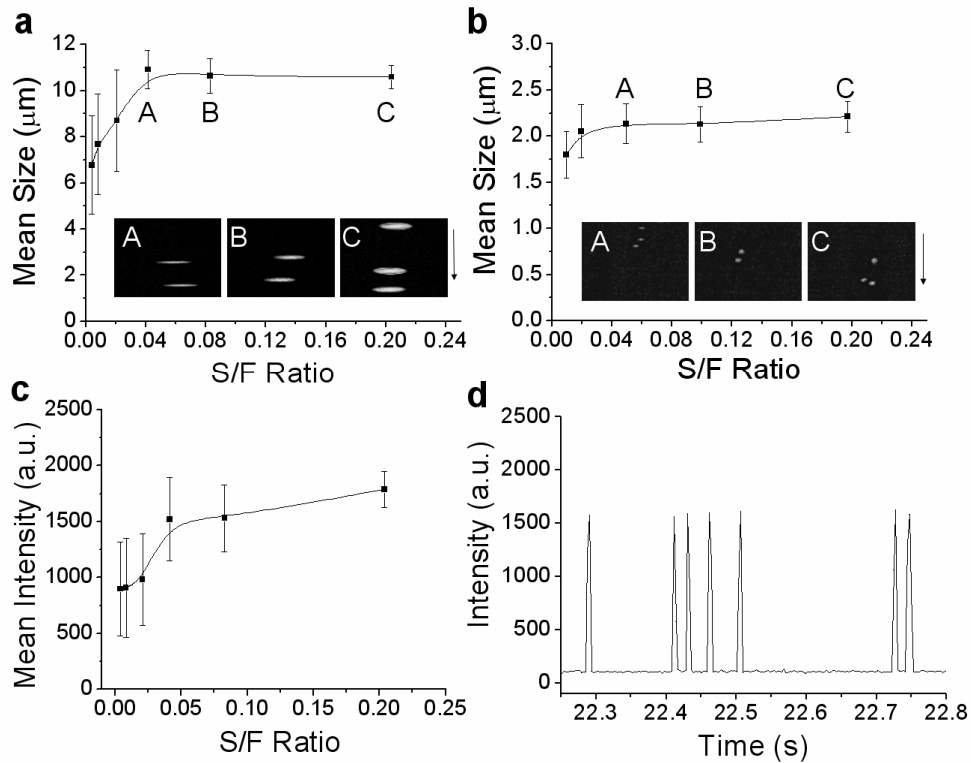 a
Mean Size (μm)
12
10
8
6
4
2
0
A
B
C
A
B
C
0.00 0.04 0.08 0.12 0.16 0.20 0.24
S/F Ratio
b
Mean Size (μm)
3.0
2.5
2.0
1.5
1.0
0.5
0.0
A
B
C
A
B
C
0.00 0.04 0.08 0.12 0.16 0.20 0.24
S/F Ratio
c
Mean Intensity (a.u.)
2500
2000
1500
1000
500
0
0.00 0.05 0.10 0.15 0.20 0.25
S/F Ratio
d
Intensity (a.u.)
2500
2000
1500
1000
500
0
22.3 22.4 22.5 22.6 22.7 22.8
Time (s)